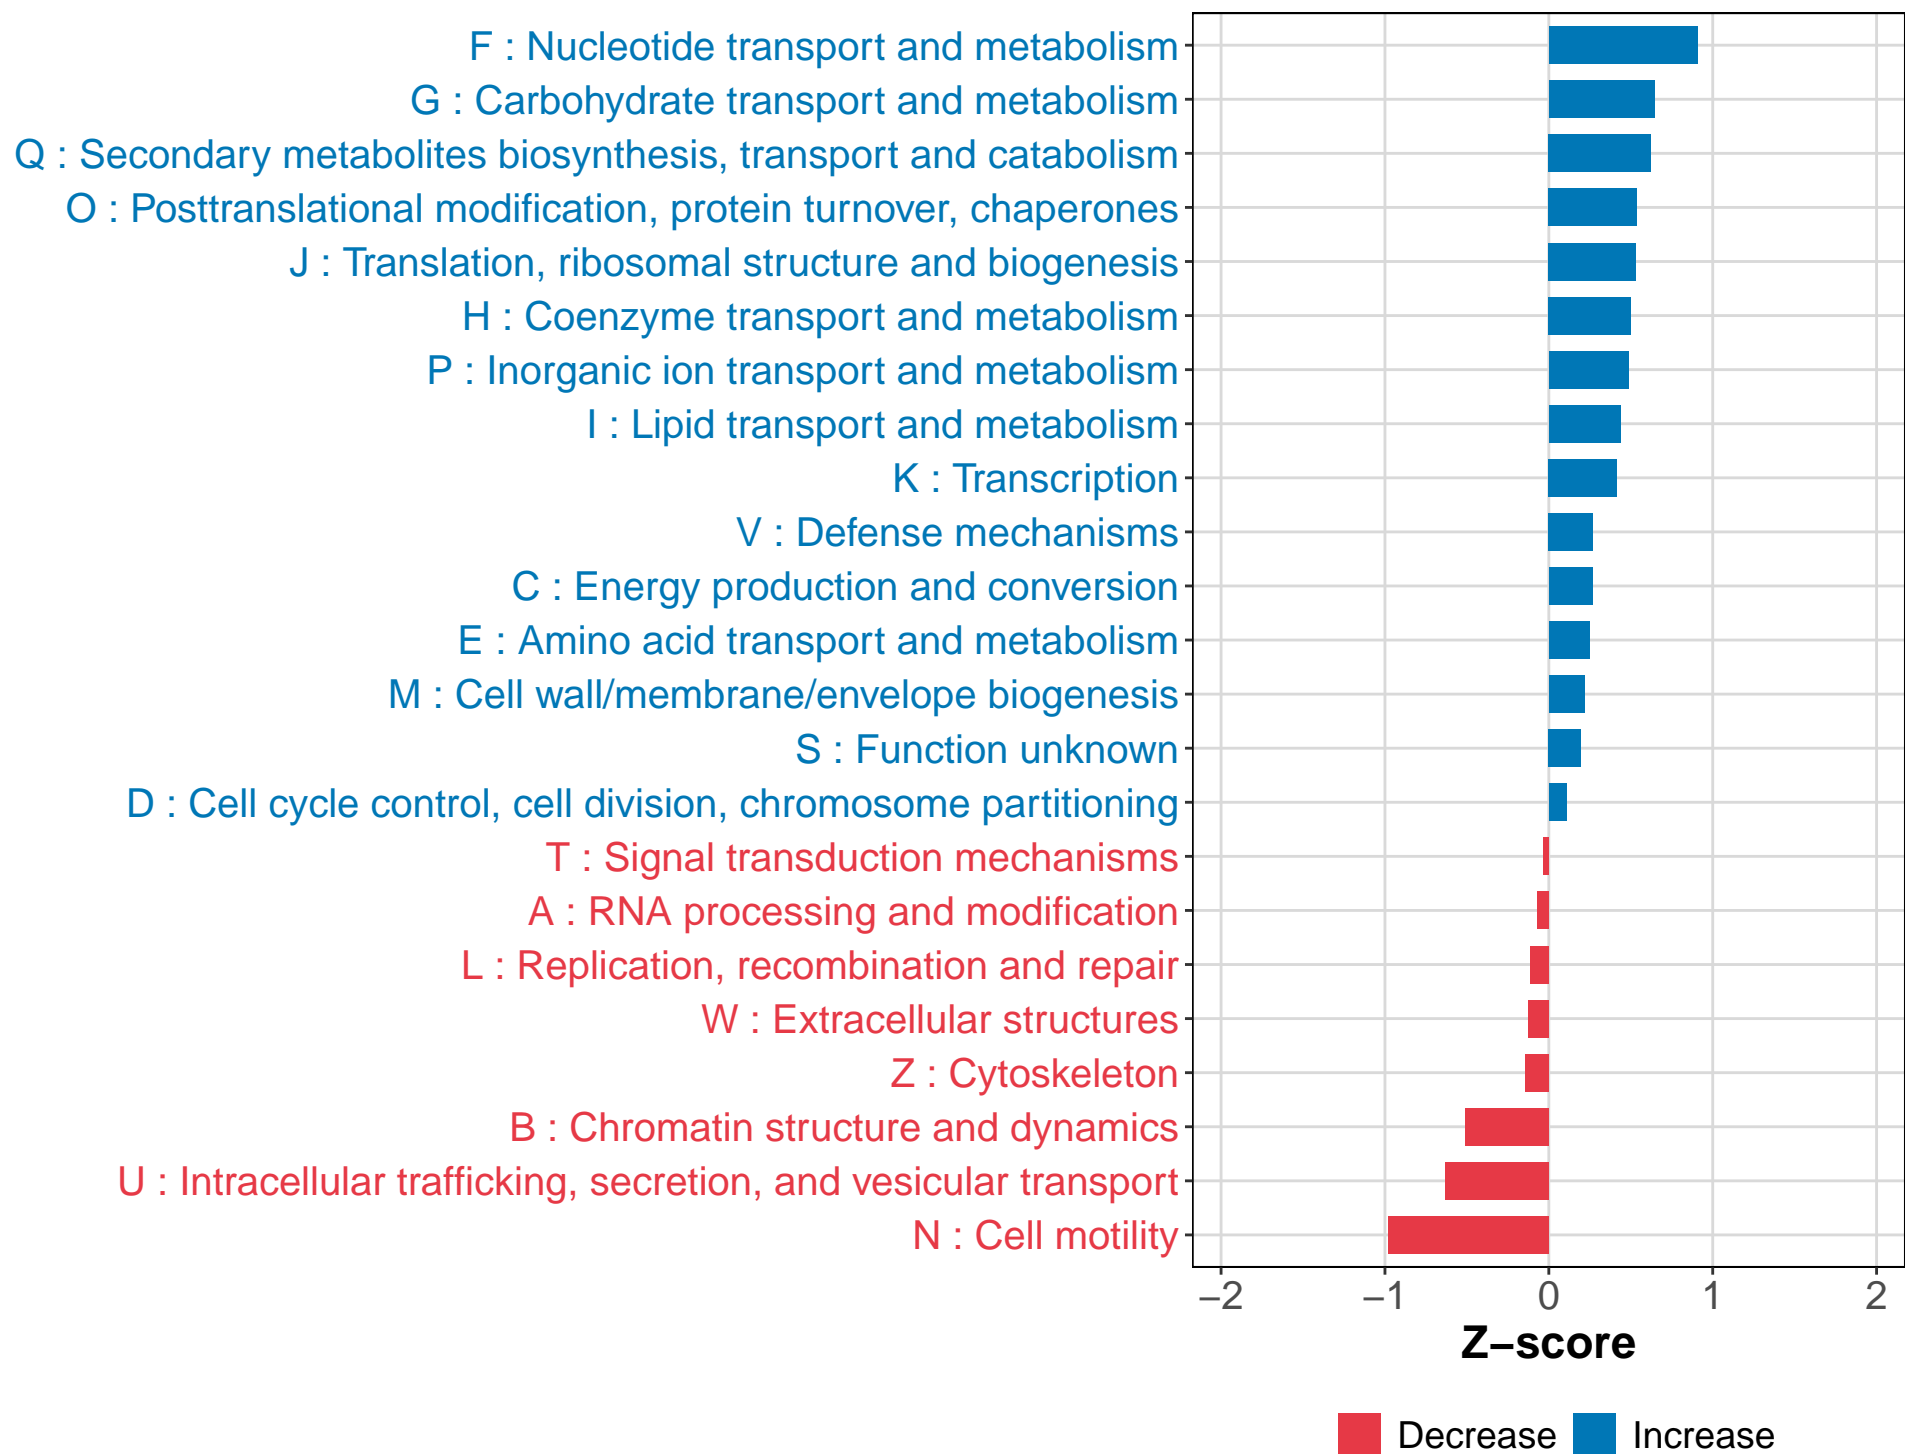 F : Nucleotide transport and metabolism
G : Carbohydrate transport and metabolism
Q : Secondary metabolites biosynthesis, transport and catabolism
O : Posttranslational modification, protein turnover, chaperones
J : Translation, ribosomal structure and biogenesis
H : Coenzyme transport and metabolism
P : Inorganic ion transport and metabolism
I : Lipid transport and metabolism
K : Transcription
V : Defense mechanisms
C : Energy production and conversion
E : Amino acid transport and metabolism
M : Cell wall/membrane/envelope biogenesis
S : Function unknown
D : Cell cycle control, cell division, chromosome partitioning
T : Signal transduction mechanisms
A : RNA processing and modification
L : Replication, recombination and repair
W : Extracellular structures
Z : Cytoskeleton
B : Chromatin structure and dynamics
U : Intracellular trafficking, secretion, and vesicular transport
N : Cell motility
−2 −1 0 1 2
Z−score
Decrease Increase